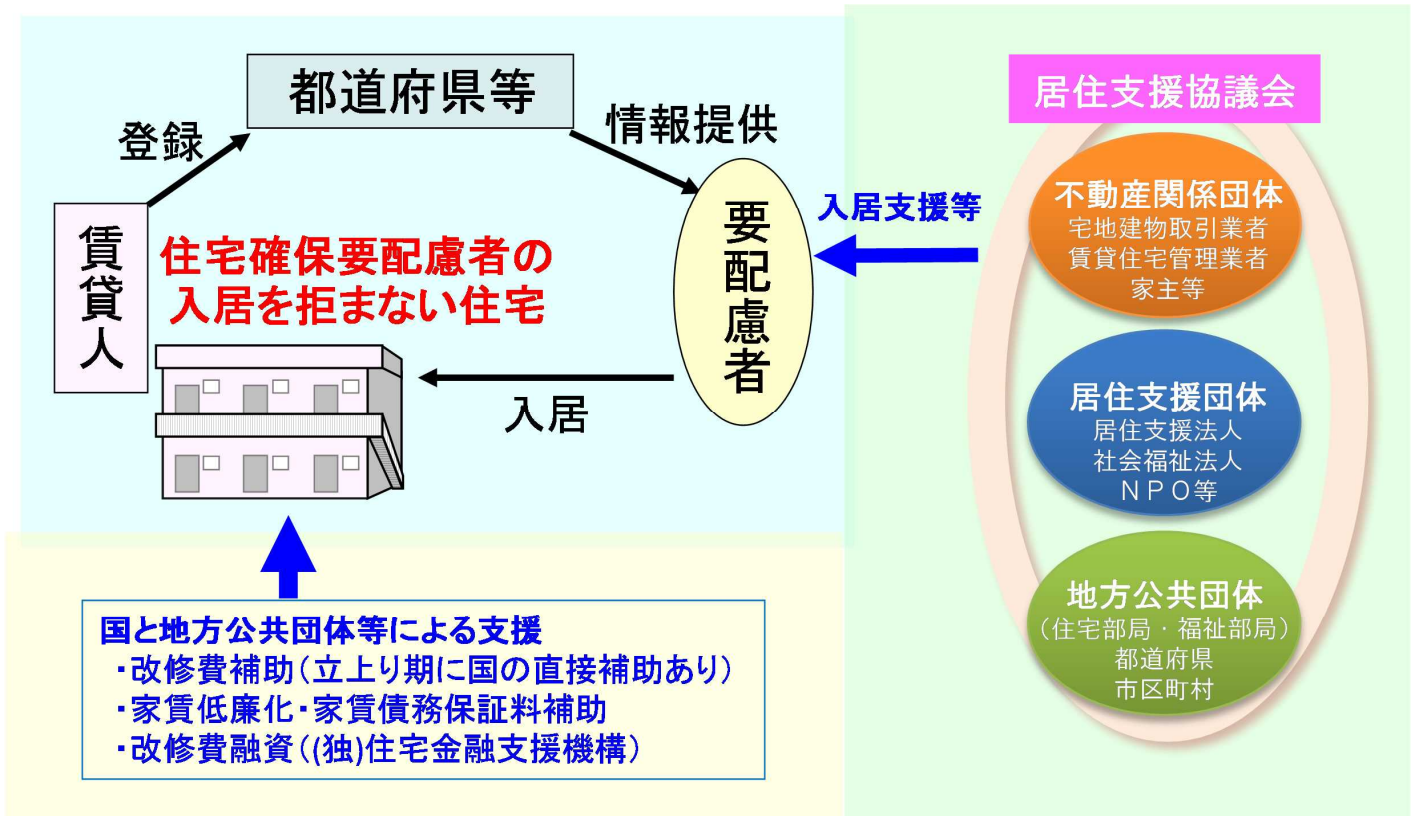 都道府県等
登録
情報提供
賃貸人
住宅確保要配慮者の
入居を拒まない住宅
要配慮者
入居
入居支援等
居住支援協議会
不動産関係団体
宅地建物取引業者
賃貸住宅管理業者
家主等
居住支援団体
居住支援法人
社会福祉法人
NPO等
地方公共団体
（住宅部局・福祉部局）
都道府県
市区町村
国と地方公共団体等による支援
・改修費補助（立上り期に国の直接補助あり）
・家賃低廉化・家賃債務保証料補助
・改修費融資（(独)住宅金融支援機構）